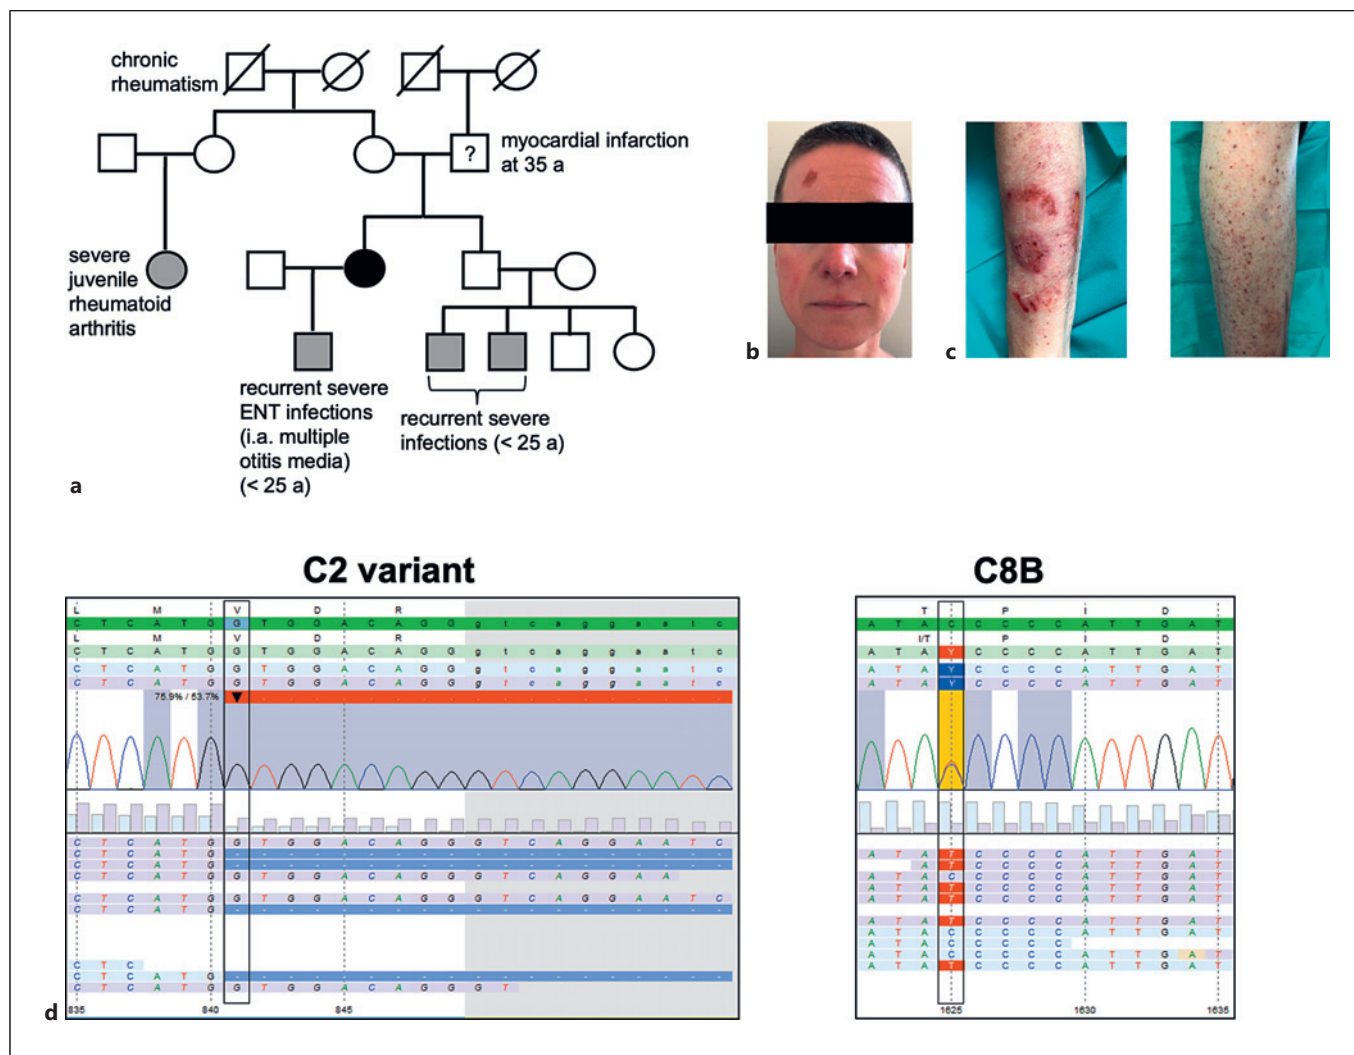 chronic
rheumatism
?
myocardial infarction
at 35 a
severe
juvenile
rheumatoid
arthritis
recurrent severe
ENT infections
(i.a. multiple
otitis media)
(< 25 a)
recurrent severe
infections (< 25 a)
a
b
c
C2 variant
L M V D R
C T C A T G G T G G A C A G G g t c a g g a a t c
L M V D R
C T C A T G G T G G A C A G G g t c a g g a a t c
C T C A T G G T G G A C A G G g t c a g g a a t c
C T C A T G G T G G A C A G G g t c a g g a a t c
75.9% / 53.7%
C T C A T G G T G G A C A G G G T C A G G A A T C
C T C A T G - - - - - - - - - - - - - - - - - - -
C T C A T G - - - - - - - - - - - - - - - - - - -
C T C A T G G T G G A C A G G G T C A G G A A
C T C A T G G T G G A C A G G G T C A G G A A T C
C T C A T G - - - - - - - - - - - - - - - - - - -
C T C
C T C A T G - - - - - - - - - - - - - - - - - - -
C T C A T G G T G G A C A G G G T
835 840 845
d
C8B
T P I D
A T A C C C C C A T T G A T
I/T P I D
A T A Y C C C C A T T G A T
A T A Y C C C C A T T G A T
A T A Y C C C C A T T G A T
A T A T C C C C A T T G A T
A T C C C C A T T G A T
A T A C C C C C A T T G A T
A T A T C C C C A T T G A T
A T A T C C C C A T T G A T
A T A C C C C C A T T G A T
A T A C C C C C
A T A C C C C C A T T G A T
A T A T C C C C A T T G A T
1625 1630 1635